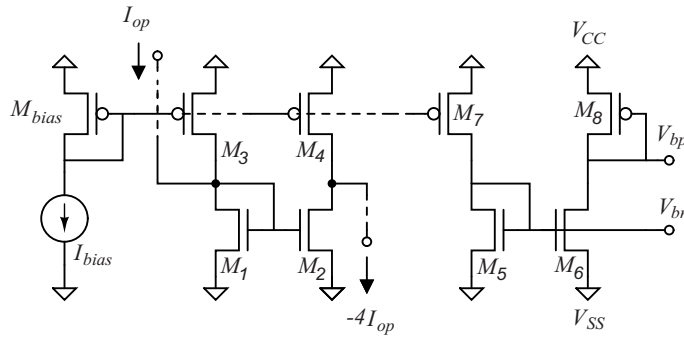 I_op
V_CC
M_bias
M_3
M_4
M_7
M_8
V_bp
V_bn
I_bias
M_1
M_2
M_5
M_6
-4I_op
V_SS